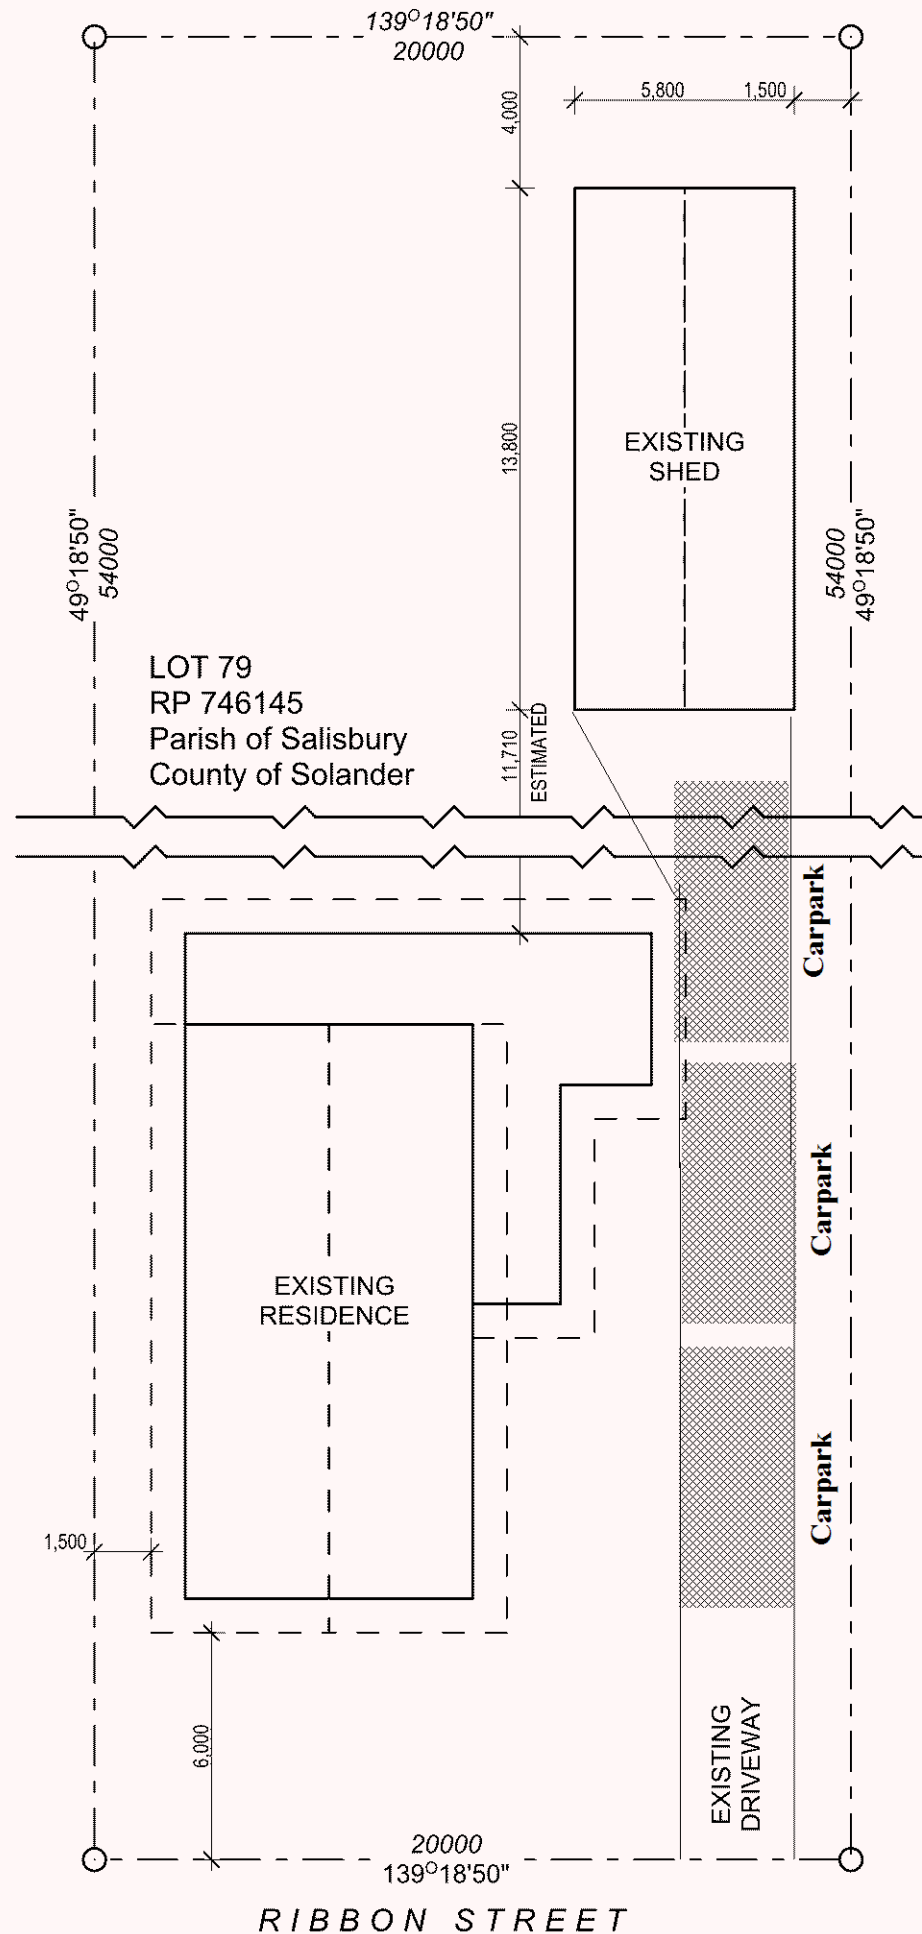 139°18'50"
20000
5,800
1,500
4,000
13,800
EXISTING
SHED
49°18'50"
54000
54000
49°18'50"
LOT 79
RP 746145
Parish of Salisbury
County of Solander
11,710
ESTIMATED
Carpark
Carpark
EXISTING
RESIDENCE
Carpark
1,500
6,000
EXISTING
DRIVEWAY
20000
139°18'50"
RIBBON STREET